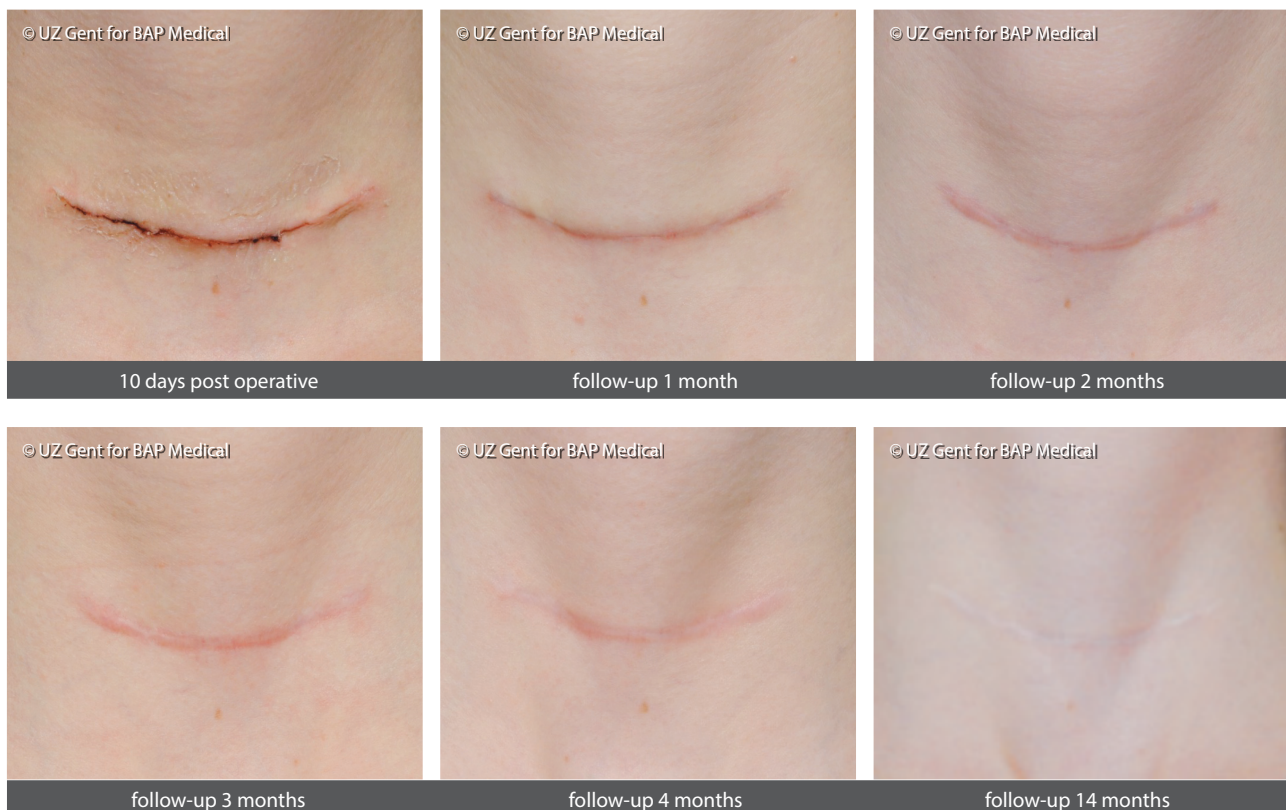 © UZ Gent for BAP Medical
© UZ Gent for BAP Medical
© UZ Gent for BAP Medical
10 days post operative
follow-up 1 month
follow-up 2 months
© UZ Gent for BAP Medical
© UZ Gent for BAP Medical
© UZ Gent for BAP Medical
follow-up 3 months
follow-up 4 months
follow-up 14 months